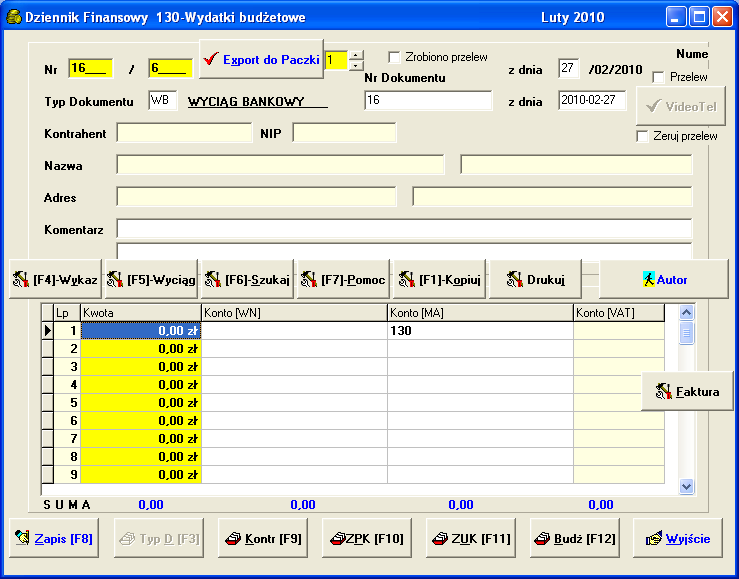 Dziennik Finansowy 130-Wydatki budżetowe Luty 2010
Nr 16___ / 6____ Export do Paczki 1 Zrobiono przelew z dnia 27 /02/2010 Nume
Nr Dokumentu Przelew
Typ Dokumentu WB WYCIĄG BANKOWY 16 z dnia 2010-02-27 VideoTel
Kontrahent NIP Zeruj przelew
Nazwa
Adres
Komentarz
[F4]-Wykaz [F5]-Wyciąg [F6]-Szukaj [F7]-Pomoc [F1]-Kopiuj Drukuj Autor
Lp Kwota Konto [WN] Konto [MA] Konto [VAT]
1 0,00 zł 130
2 0,00 zł
3 0,00 zł
4 0,00 zł
5 0,00 zł
6 0,00 zł
7 0,00 zł
8 0,00 zł
9 0,00 zł
Faktura
S U M A 0,00 0,00 0,00 0,00
Zapis [F8] Typ D [F3] Kontr [F9] ZPK [F10] ZUK [F11] Budż [F12] Wyjście